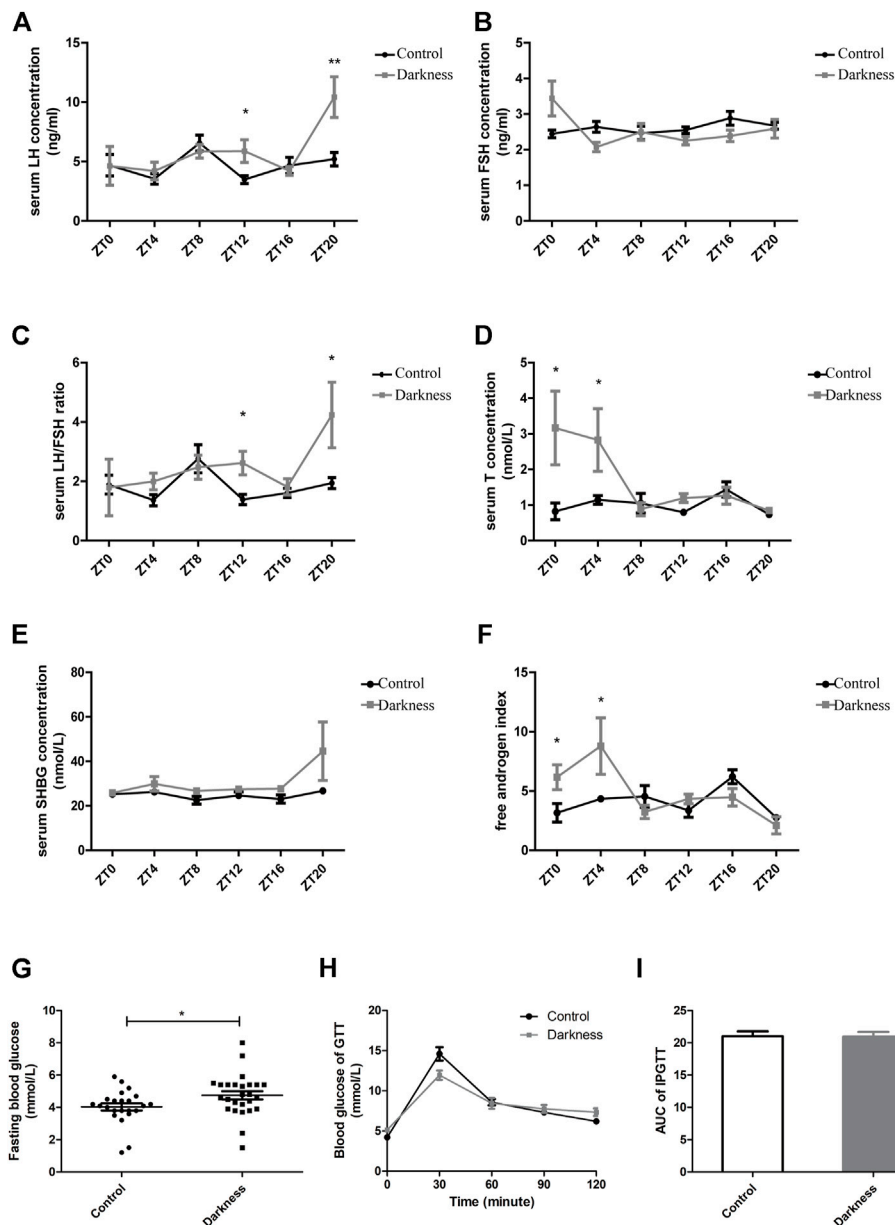 A
serum LH concentration
(ng/ml)
15
10
5
0
ZT0
ZT4
ZT8
ZT12
ZT16
ZT20
*
**
Control
Darkness
B
serum FSH concentration
(ng/ml)
5
4
3
2
1
0
ZT0
ZT4
ZT8
ZT12
ZT16
ZT20
Control
Darkness
C
serum LH/FSH ratio
6
4
2
0
ZT0
ZT4
ZT8
ZT12
ZT16
ZT20
*
*
Control
Darkness
D
serum T concentration
(nmol/L)
5
4
3
2
1
0
ZT0
ZT4
ZT8
ZT12
ZT16
ZT20
*
*
Control
Darkness
E
serum SHBG concentration
(nmol/L)
80
60
40
20
0
ZT0
ZT4
ZT8
ZT12
ZT16
ZT20
Control
Darkness
F
free androgen index
15
10
5
0
ZT0
ZT4
ZT8
ZT12
ZT16
ZT20
*
*
Control
Darkness
G
Fasting blood glucose
(mmol/L)
10
8
6
4
2
0
*
Control
Darkness
H
Blood glucose of GTT
(mmol/L)
20
15
10
5
0
0
30
60
90
120
Time (minute)
Control
Darkness
I
AUC of IPGTT
25
20
15
10
5
0
Control
Darkness